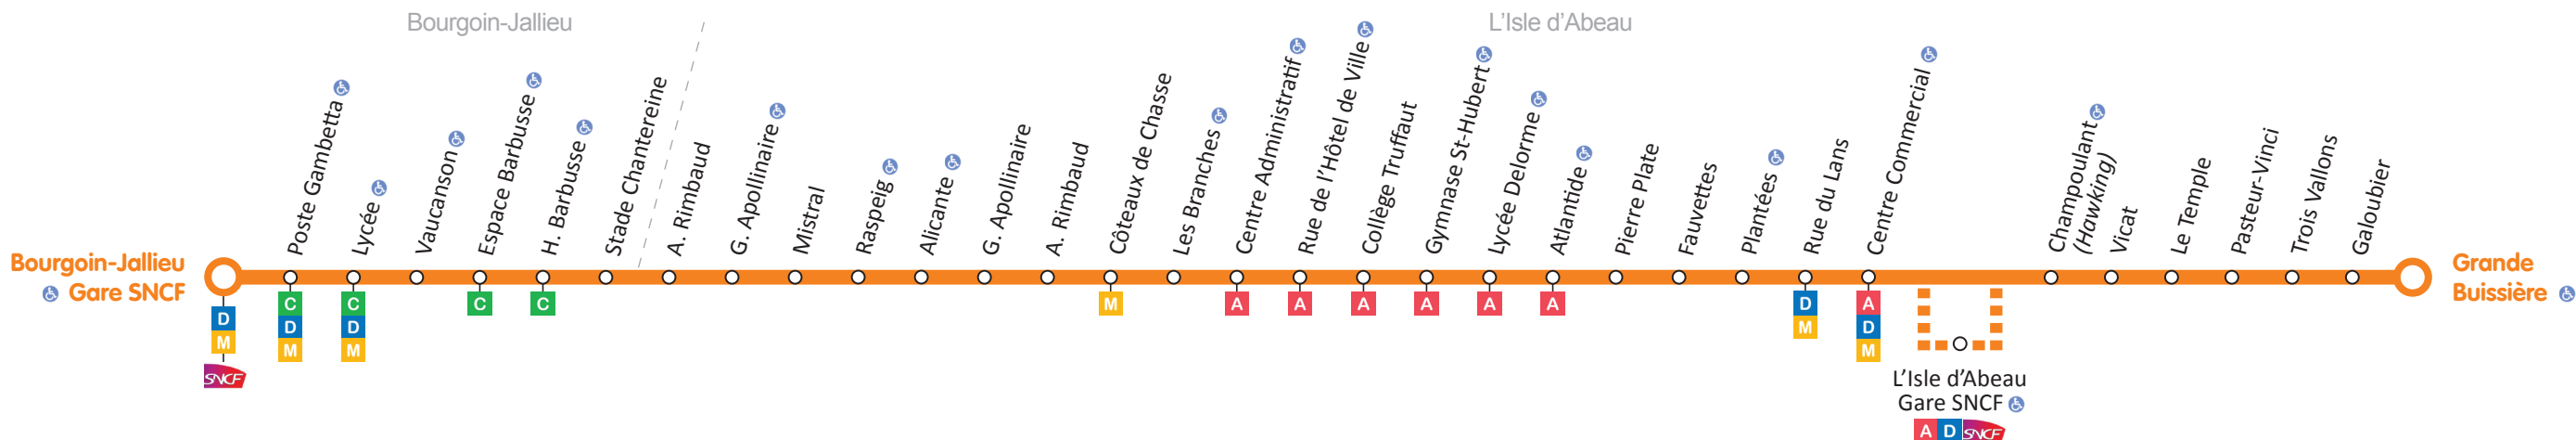 Bourgoin-Jallieu
L'Isle d'Abeau
Bourgoin-Jallieu
Gare SNCF
Poste Gambetta
Lycée
Vaucanson
Espace Barbusse
H. Barbusse
Stade Chantereine
A. Rimbaud
G. Apollinaire
Mistral
Raspeig
Alicante
G. Apollinaire
A. Rimbaud
Côteaux de Chasse
Les Branches
Centre Administratif
Rue de l'Hôtel de Ville
Collège Truffaut
Gymnase St-Hubert
Lycée Delorme
Atlantide
Pierre Plate
Fauvettes
Plantées
Rue du Lans
Centre Commercial
Champoulant
(Hawking)
Vicat
Le Temple
Pasteur-Vinci
Trois Vallons
Galoubier
Grande
Buissière
D
M
SNCF
C
D
M
C
D
M
C
C
M
A
A
A
A
A
A
D
M
A
D
M
L'Isle d'Abeau
Gare SNCF
A D SNCF